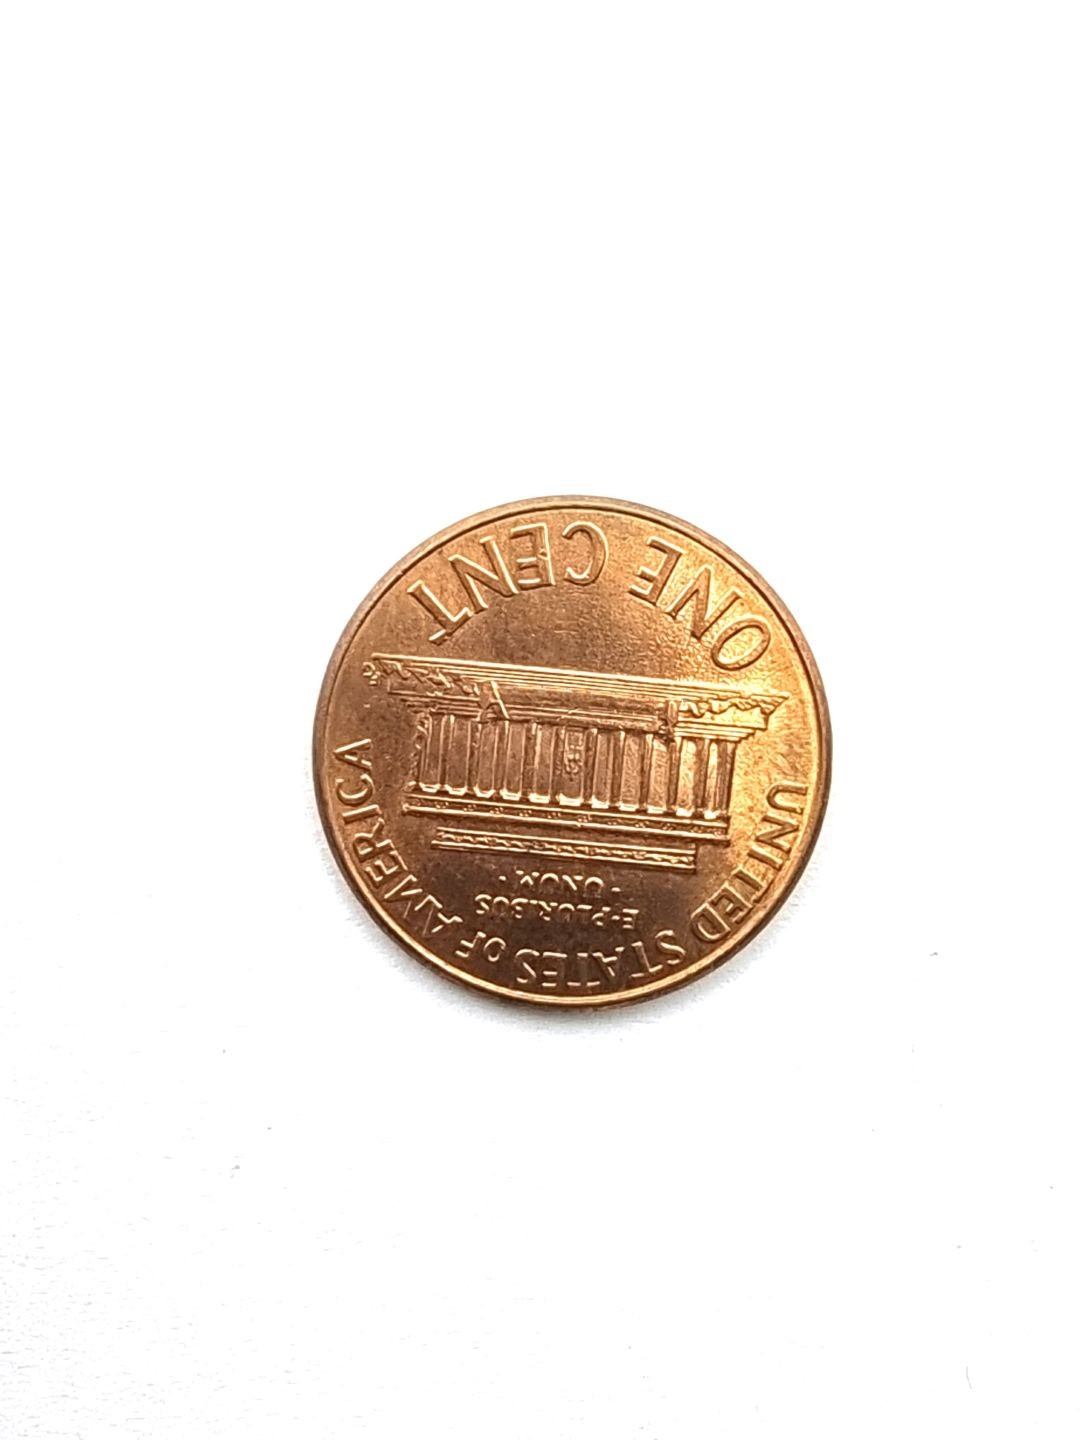 UNITED STATES OF AMERICA
E·PLURIBUS
·UNUM·
ONE CENT